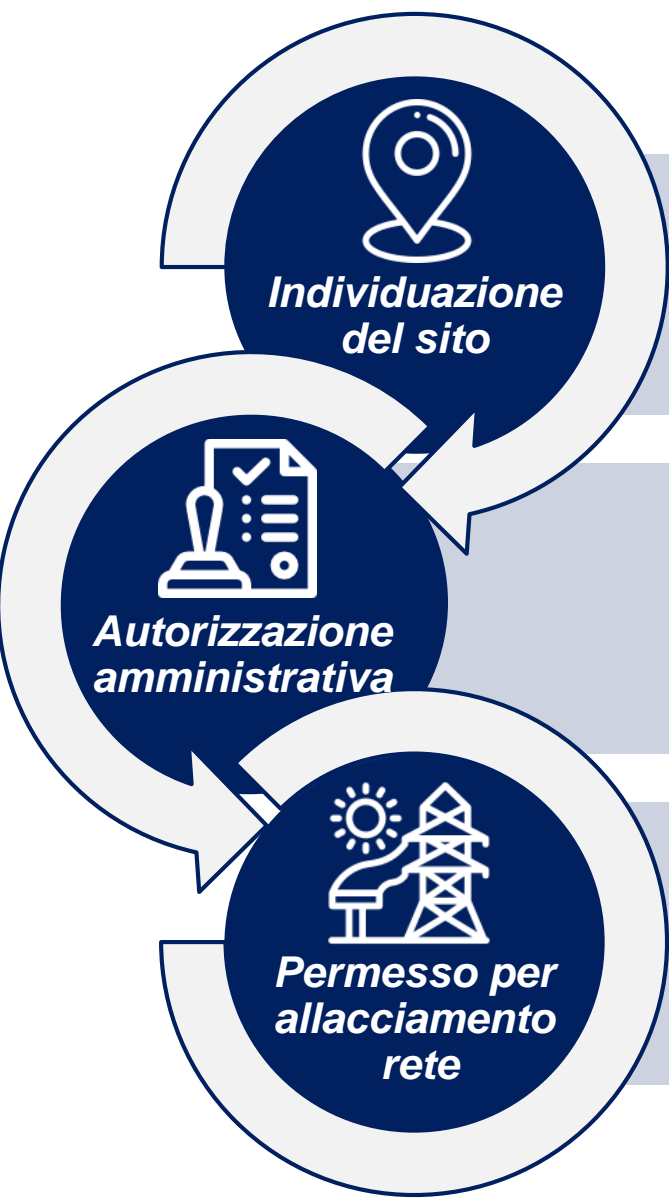 Individuazione
del sito
Autorizzazione
amministrativa
Permesso per
allacciamento
rete